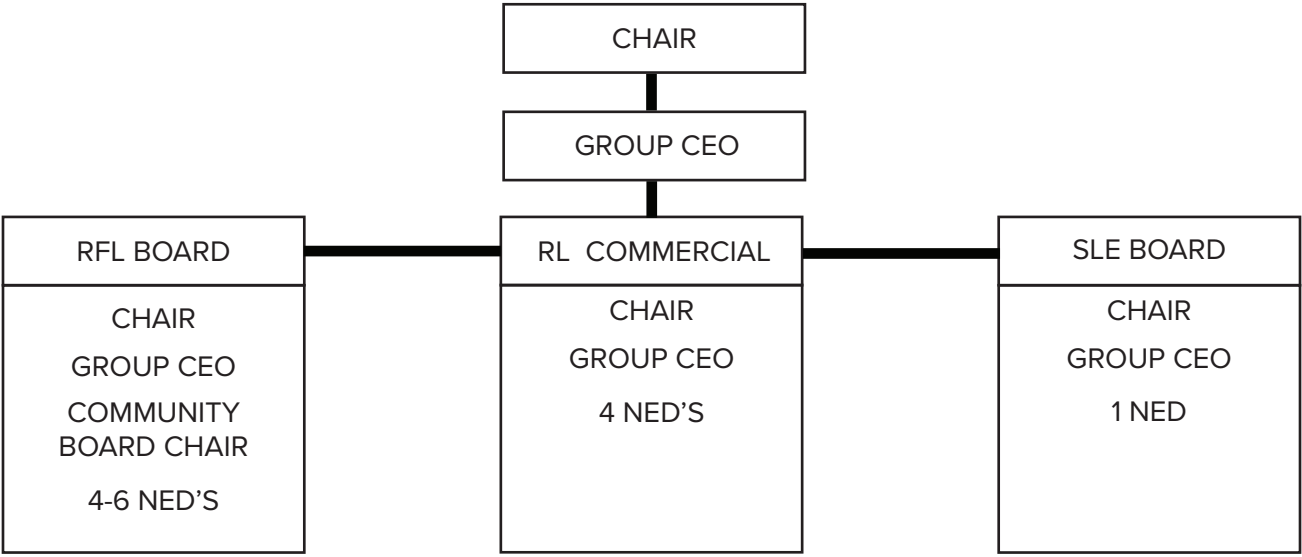 CHAIR
GROUP CEO
RFL BOARD
CHAIR
GROUP CEO
COMMUNITY
BOARD CHAIR
4-6 NED'S
RL COMMERCIAL
CHAIR
GROUP CEO
4 NED'S
SLE BOARD
CHAIR
GROUP CEO
1 NED